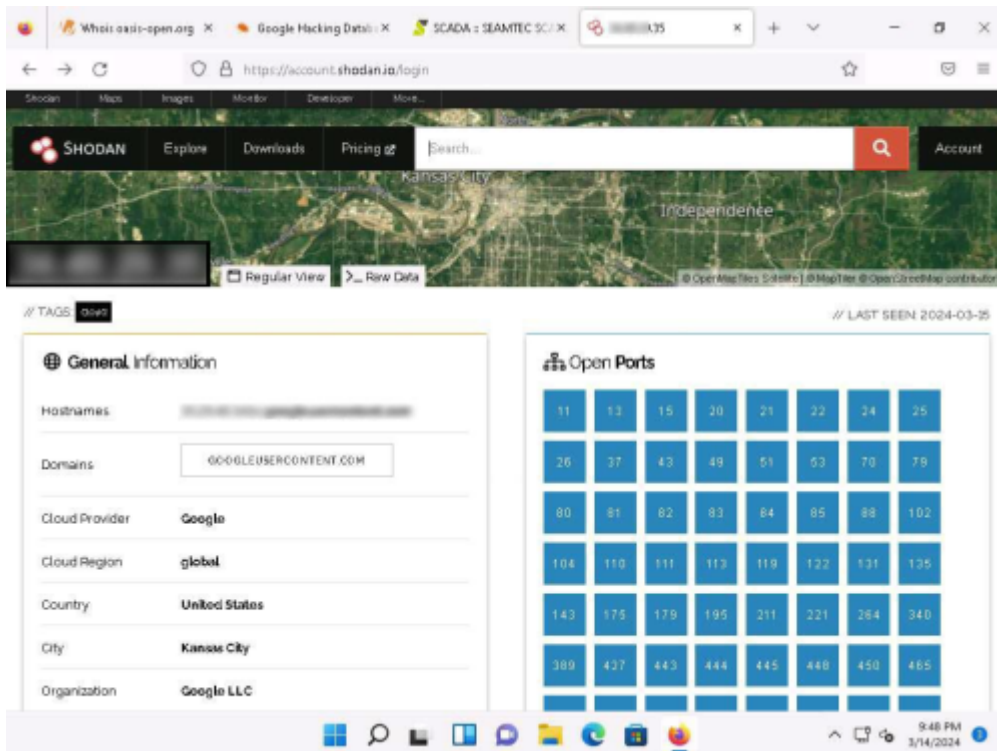 Whois oasis-open.org
Google Hacking Datab
SCADA :: SEAMTEC SC
.35
https://account.shodan.io/login
Shodan Maps Images Monitor Developer More...
SHODAN Explore Downloads Pricing Search... Account
Kansas City
Independence
Regular View >_ Raw Data
© OpenMapTiles Satellite | © MapTiler © OpenStreetMap contributor
// TAGS: cloud
// LAST SEEN: 2024-03-15
General Information
Hostnames
Domains GOOGLEUSERCONTENT.COM
Cloud Provider Google
Cloud Region global
Country United States
City Kansas City
Organization Google LLC
Open Ports
11 13 15 20 21 22 24 25
26 37 43 49 51 53 70 79
80 81 82 83 84 85 88 102
104 110 111 113 119 122 131 135
143 175 179 195 211 221 264 340
389 427 443 444 445 448 450 465
9:48 PM
3/14/2024